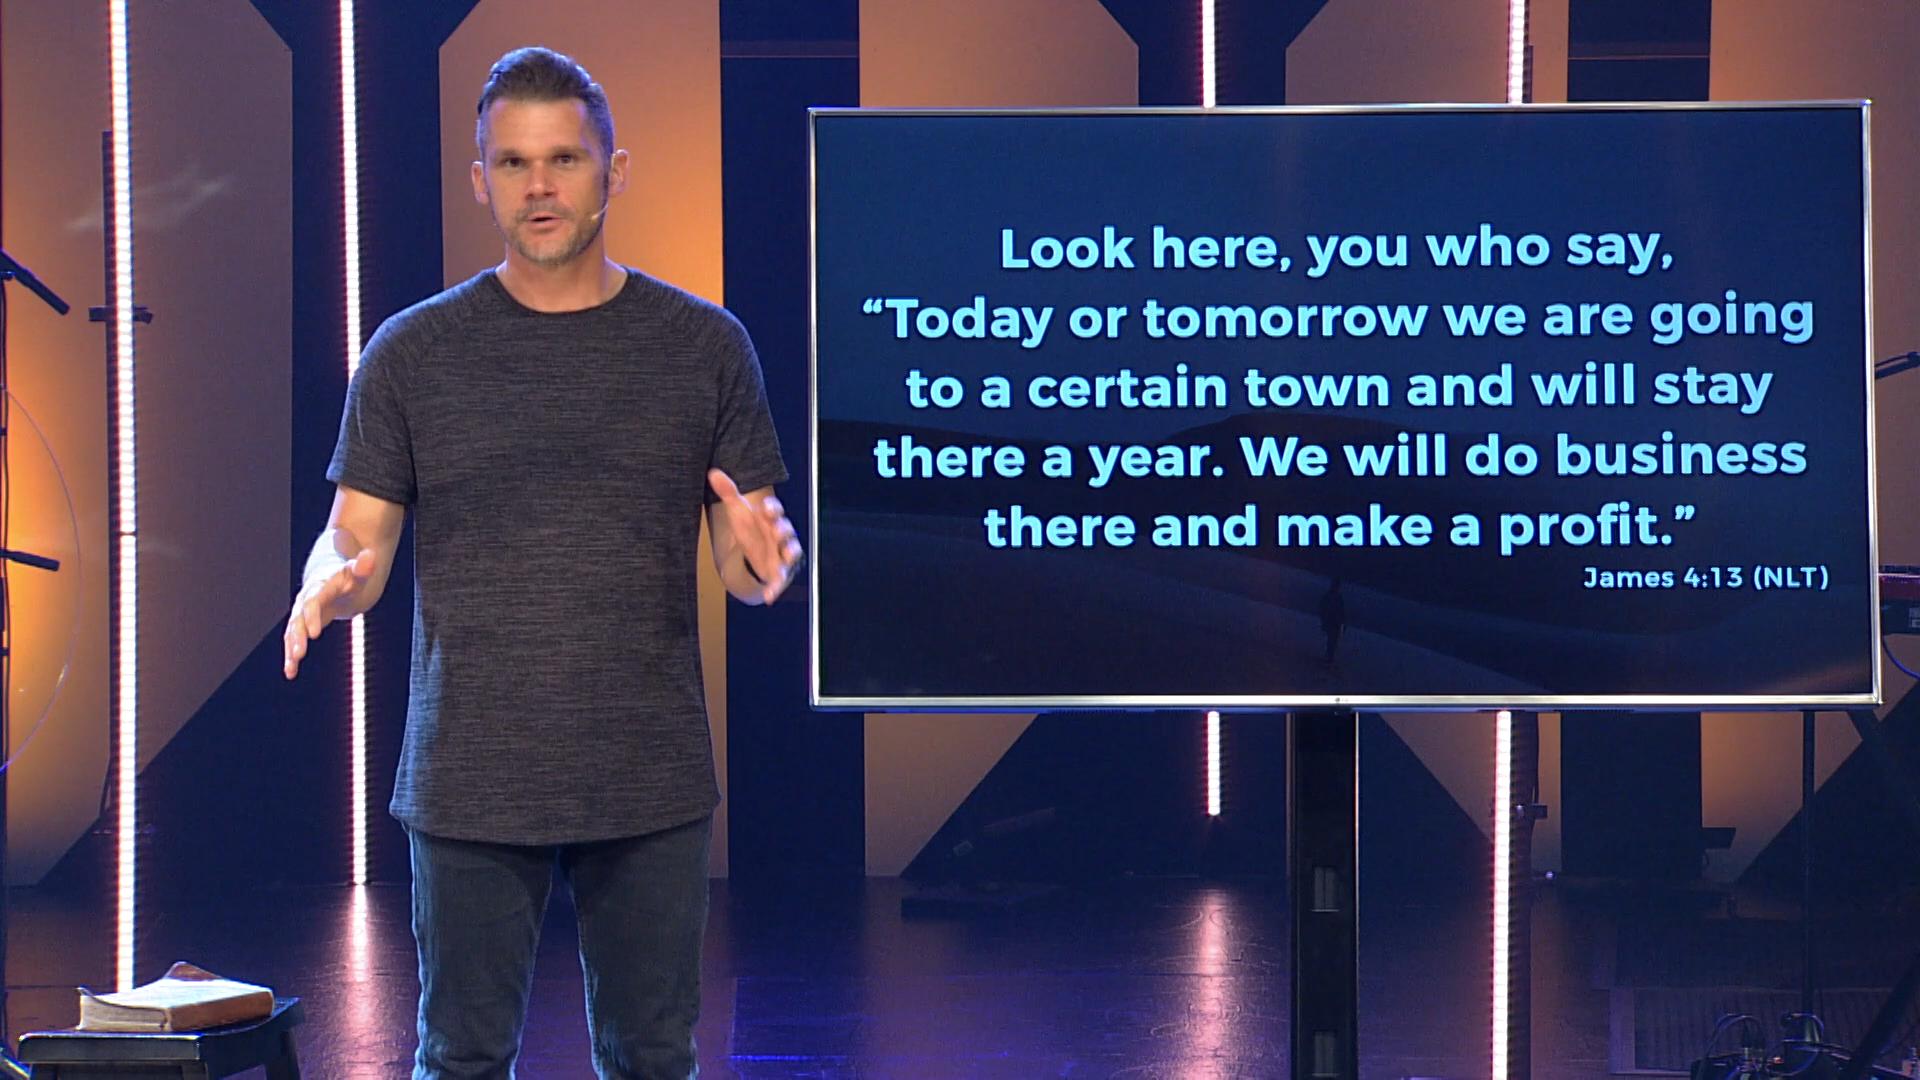 Look here, you who say,
“Today or tomorrow we are going
to a certain town and will stay
there a year. We will do business
there and make a profit.”
James 4:13 (NLT)